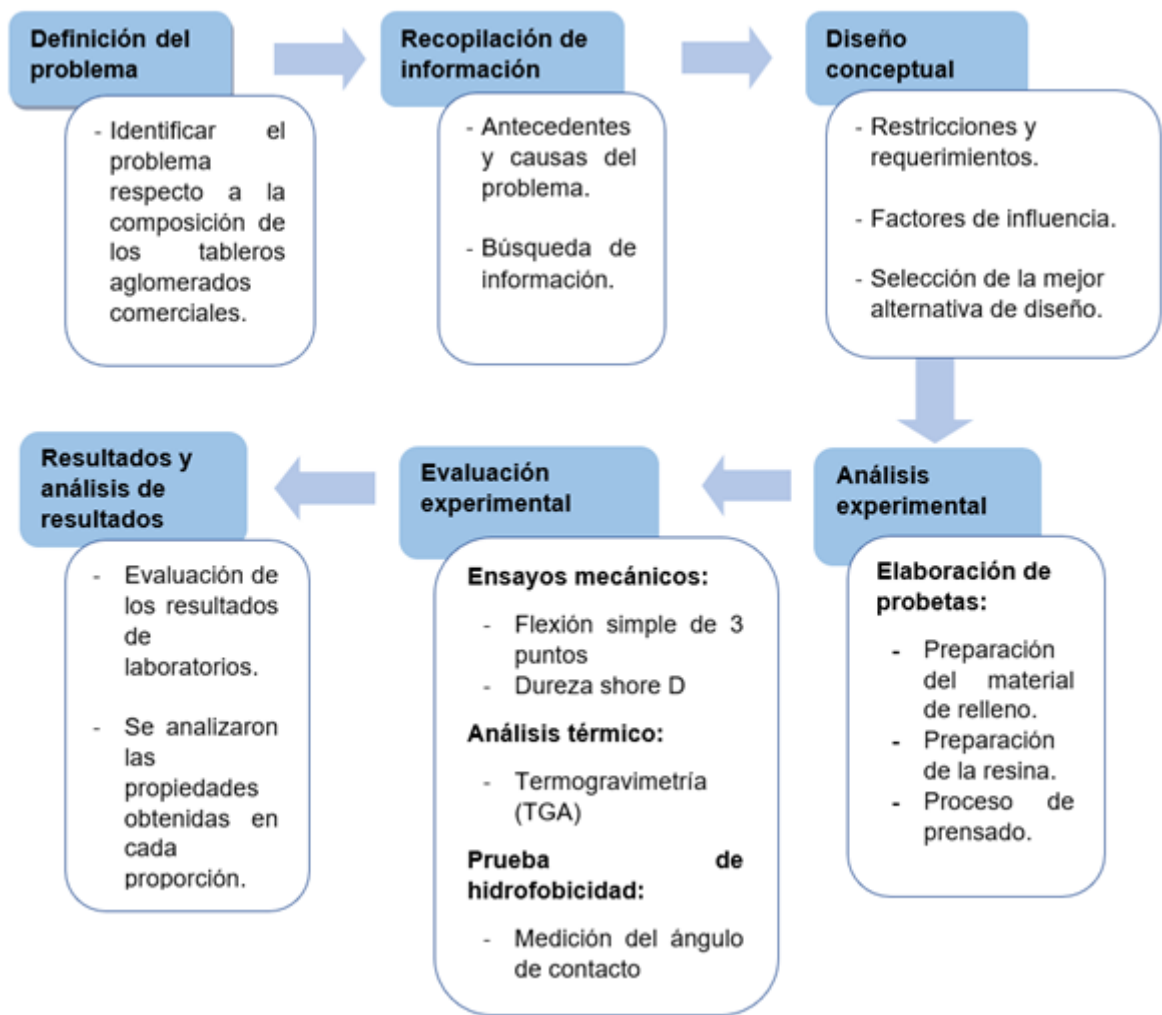 Definición del
problema
- Identificar el
problema
respecto a la
composición de
los tableros
aglomerados
comerciales.
Recopilación de
información
- Antecedentes
y causas del
problema.
- Búsqueda de
información.
Diseño
conceptual
- Restricciones y
requerimientos.
- Factores de influencia.
- Selección de la mejor
alternativa de diseño.
Análisis
experimental
Elaboración de
probetas:
- Preparación
del material
de relleno.
- Preparación
de la resina.
- Proceso de
prensado.
Evaluación
experimental
Ensayos mecánicos:
- Flexión simple de 3
puntos
- Dureza shore D
Análisis térmico:
- Termogravimetría
(TGA)
Prueba de
hidrofobicidad:
- Medición del ángulo
de contacto
Resultados y
análisis de
resultados
- Evaluación de
los resultados
de
laboratorios.
- Se analizaron
las
propiedades
obtenidas en
cada
proporción.